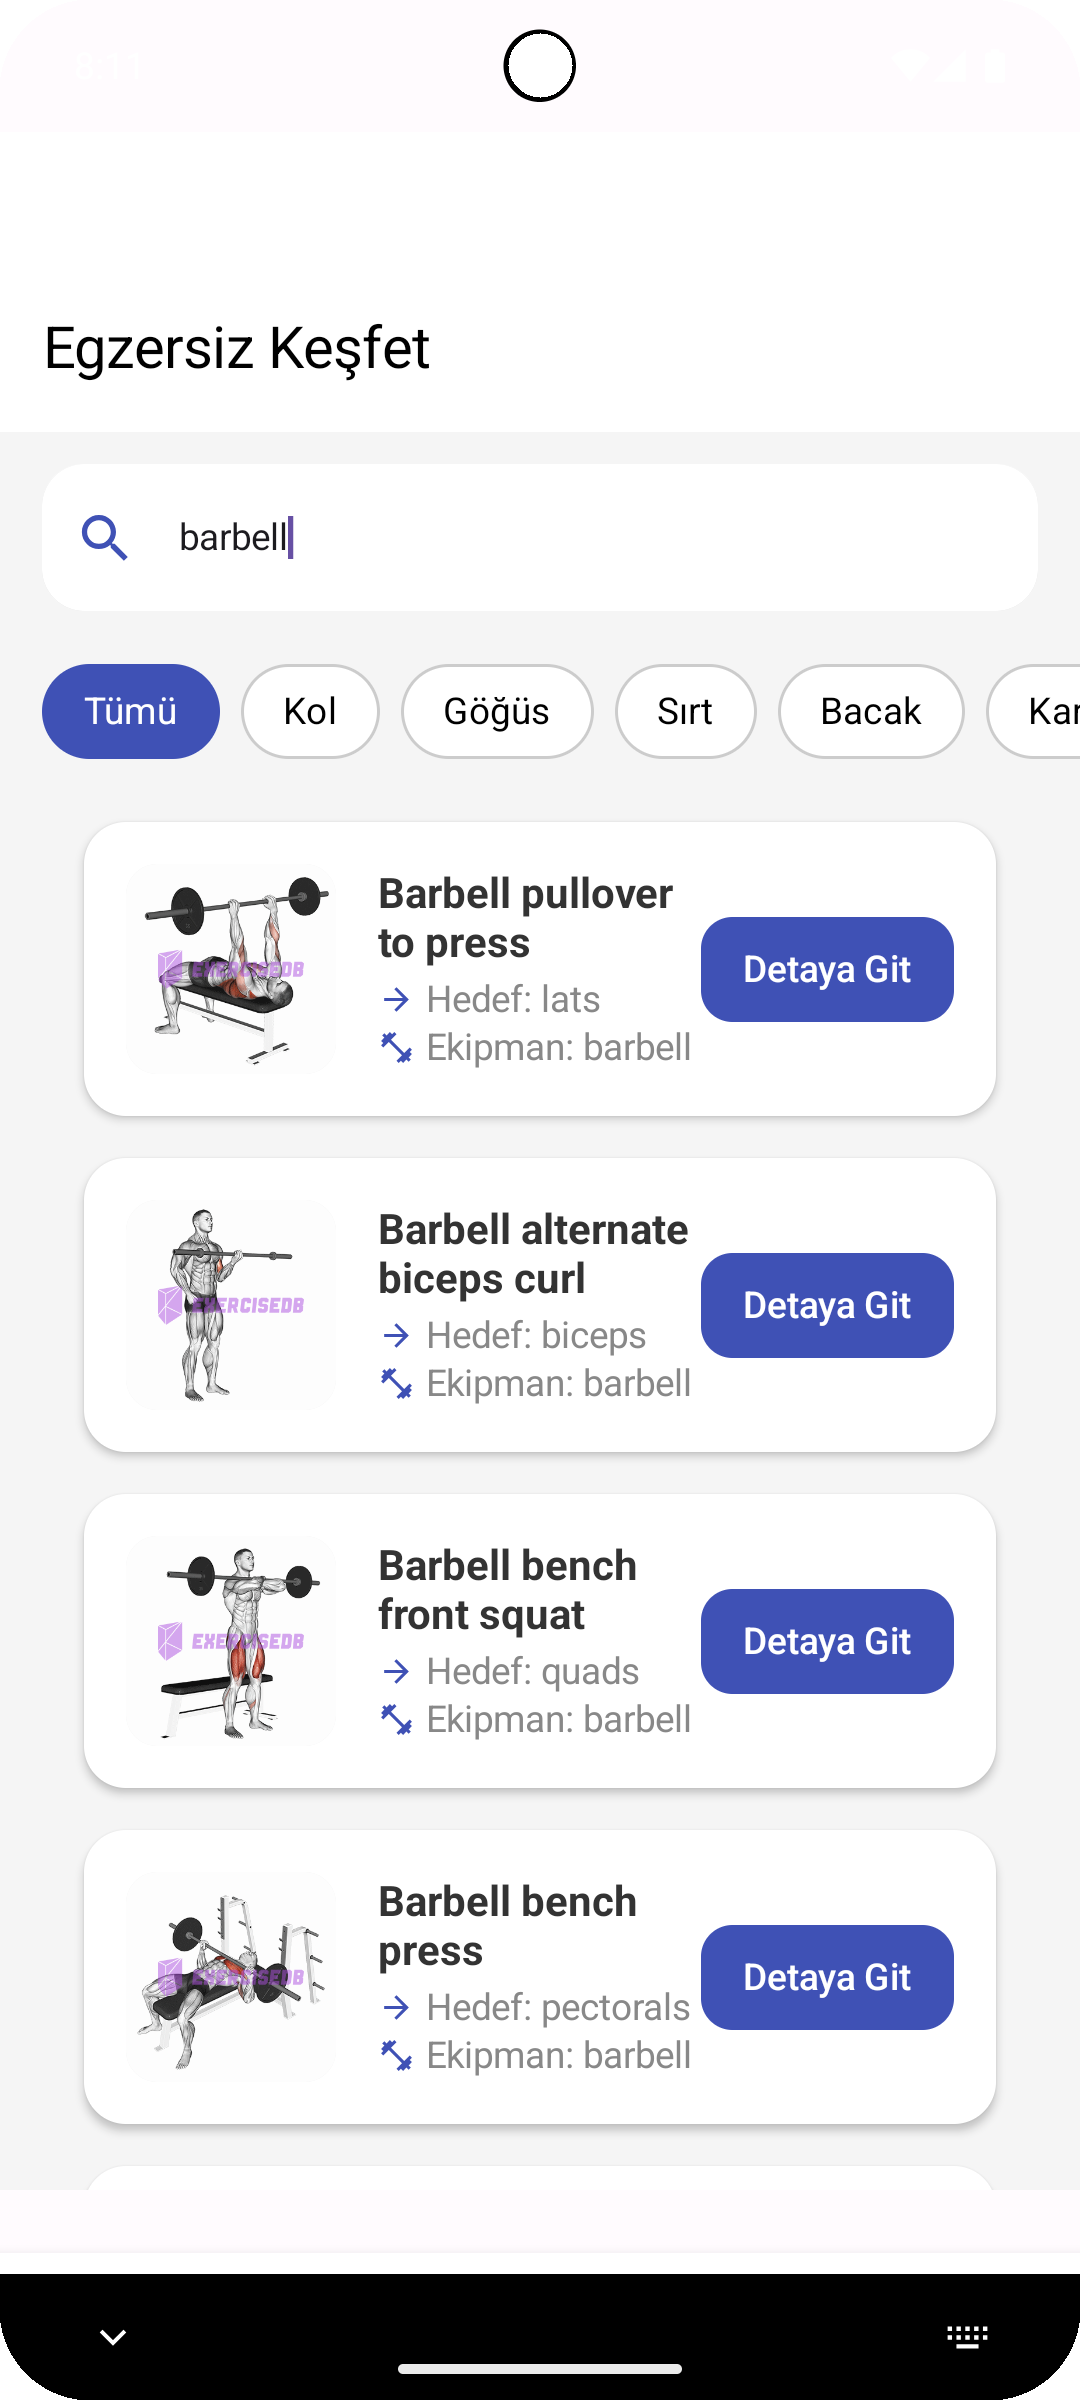 Egzersiz Keşfet
barbell
Tümü
Kol
Göğüs
Sırt
Bacak
Kar
EXERCISEDB
Barbell pullover
to press
Hedef: lats
Ekipman: barbell
Detaya Git
EXERCISEDB
Barbell alternate
biceps curl
Hedef: biceps
Ekipman: barbell
Detaya Git
EXERCISEDB
Barbell bench
front squat
Hedef: quads
Ekipman: barbell
Detaya Git
EXERCISEDB
Barbell bench
press
Hedef: pectorals
Ekipman: barbell
Detaya Git